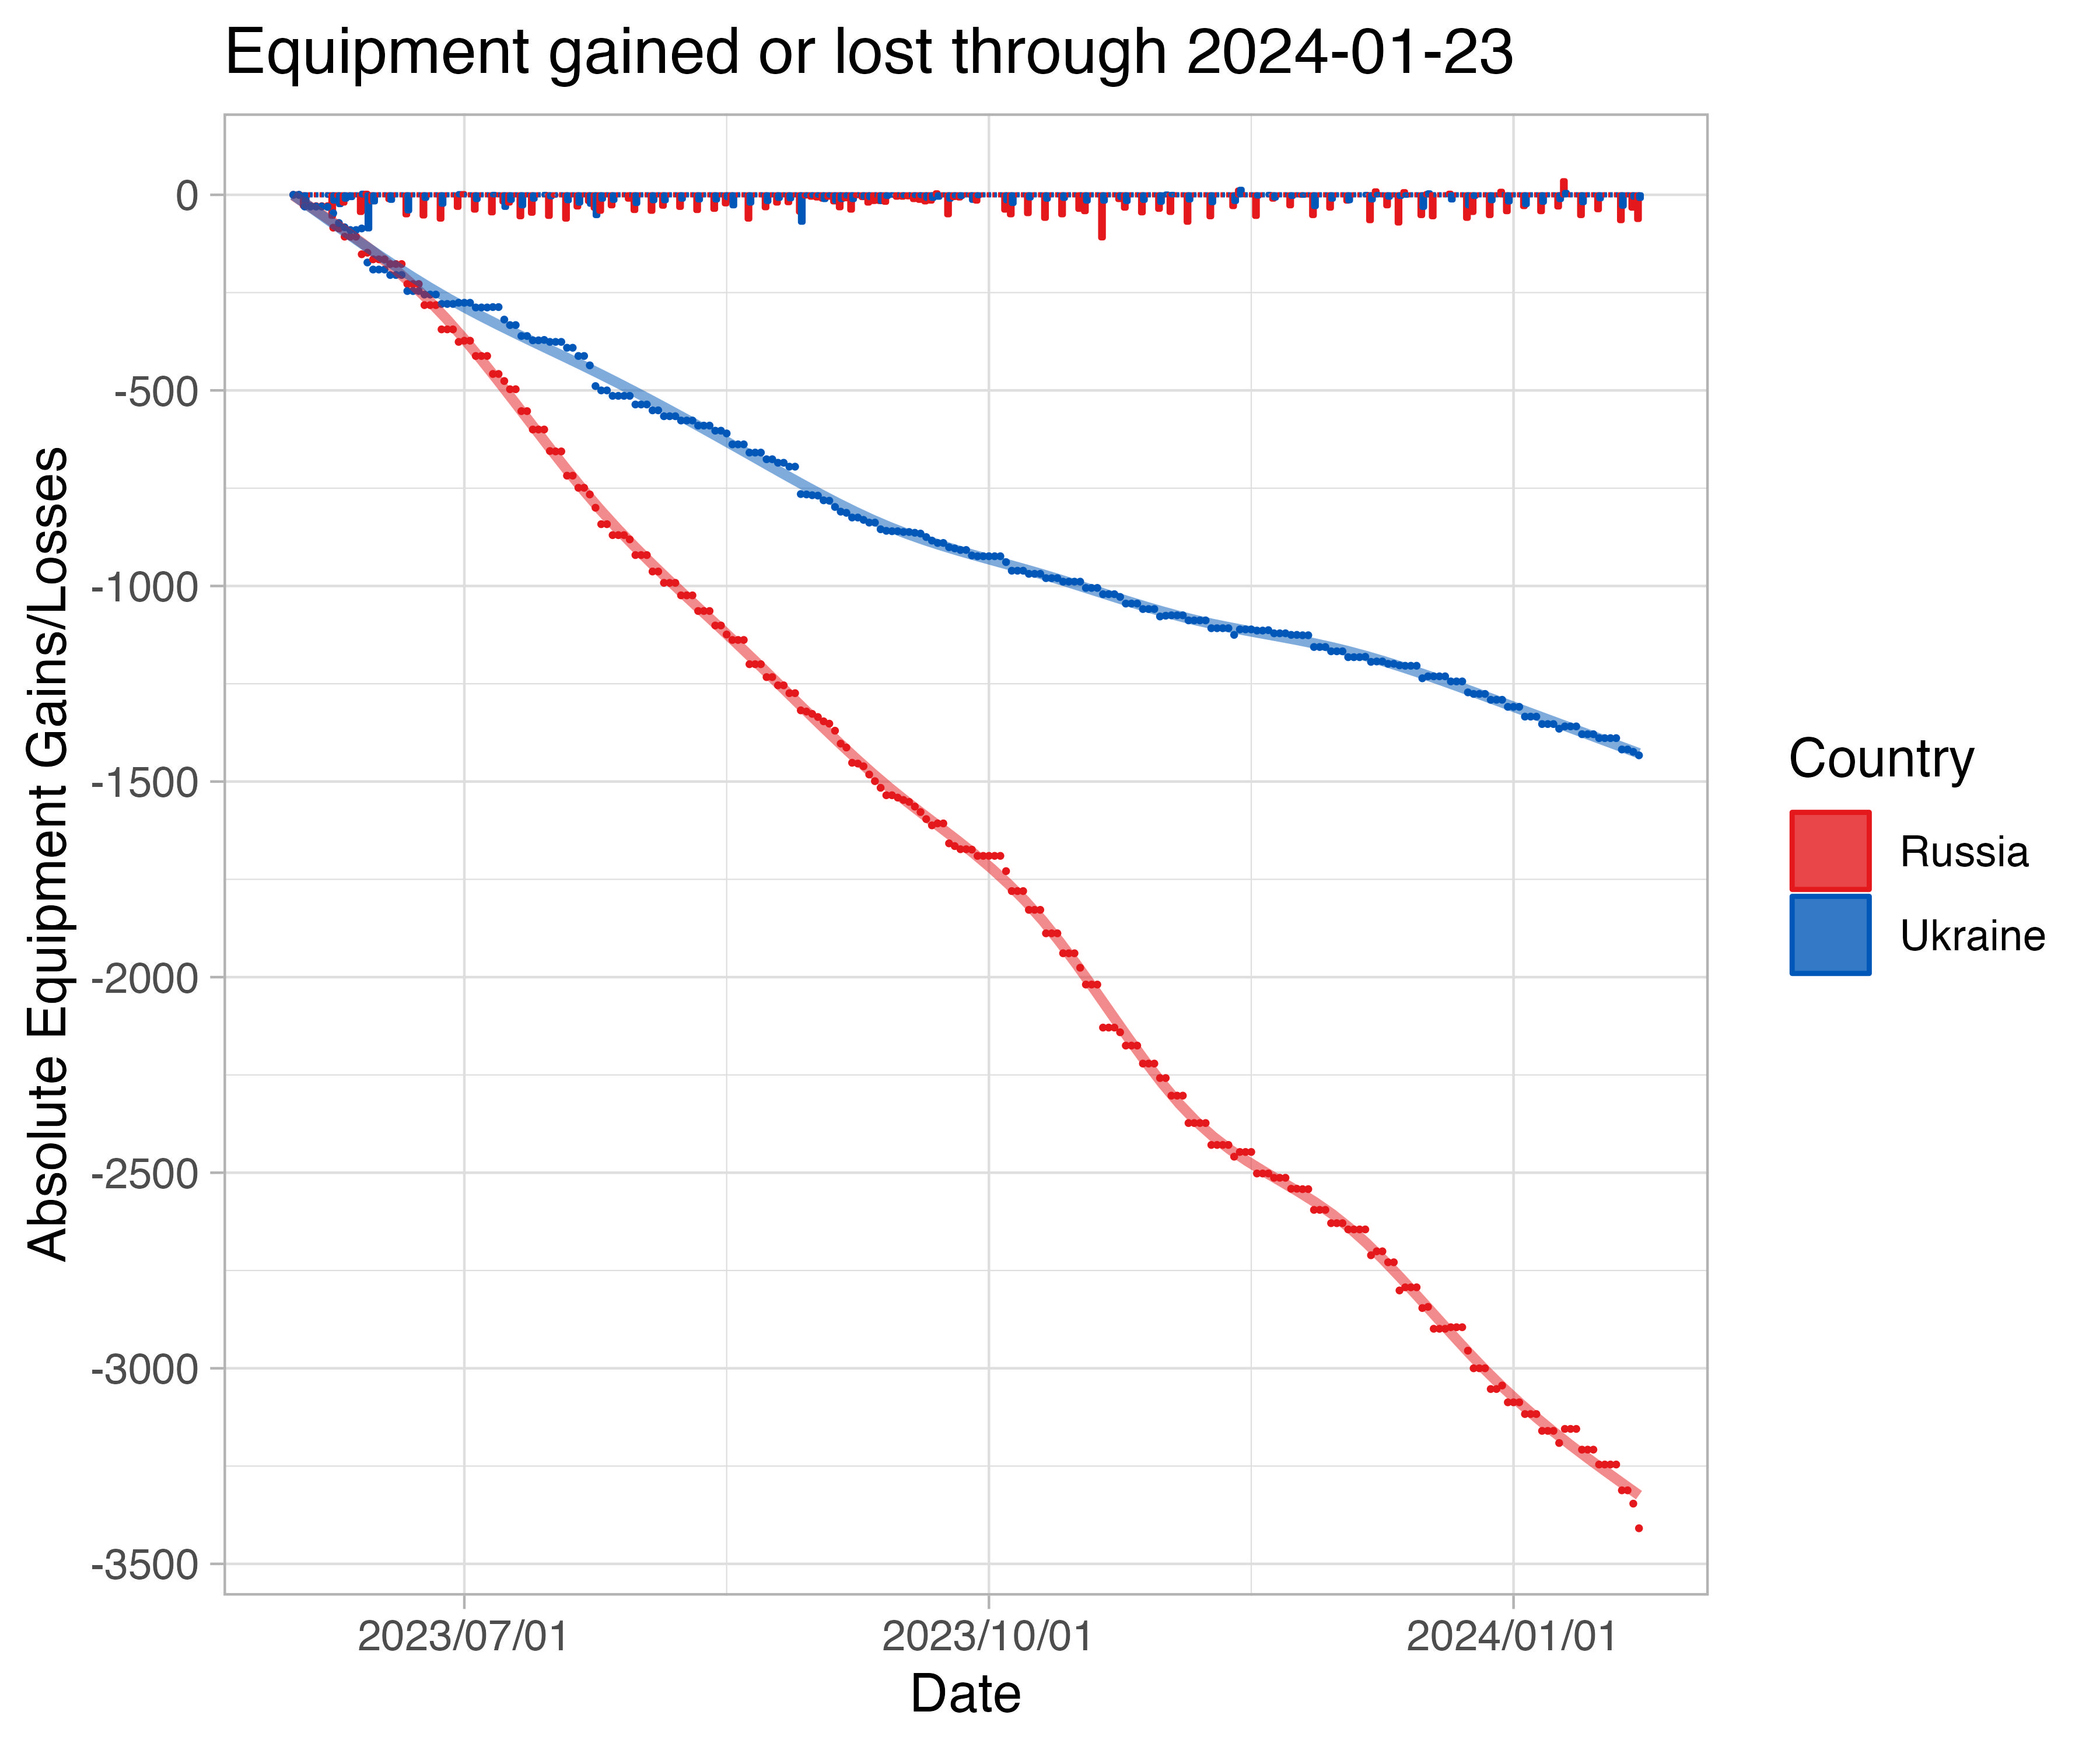 Equipment gained or lost through 2024-01-23
Absolute Equipment Gains/Losses
0
-500
-1000
-1500
-2000
-2500
-3000
-3500
2023/07/01
2023/10/01
2024/01/01
Date
Country
Russia
Ukraine